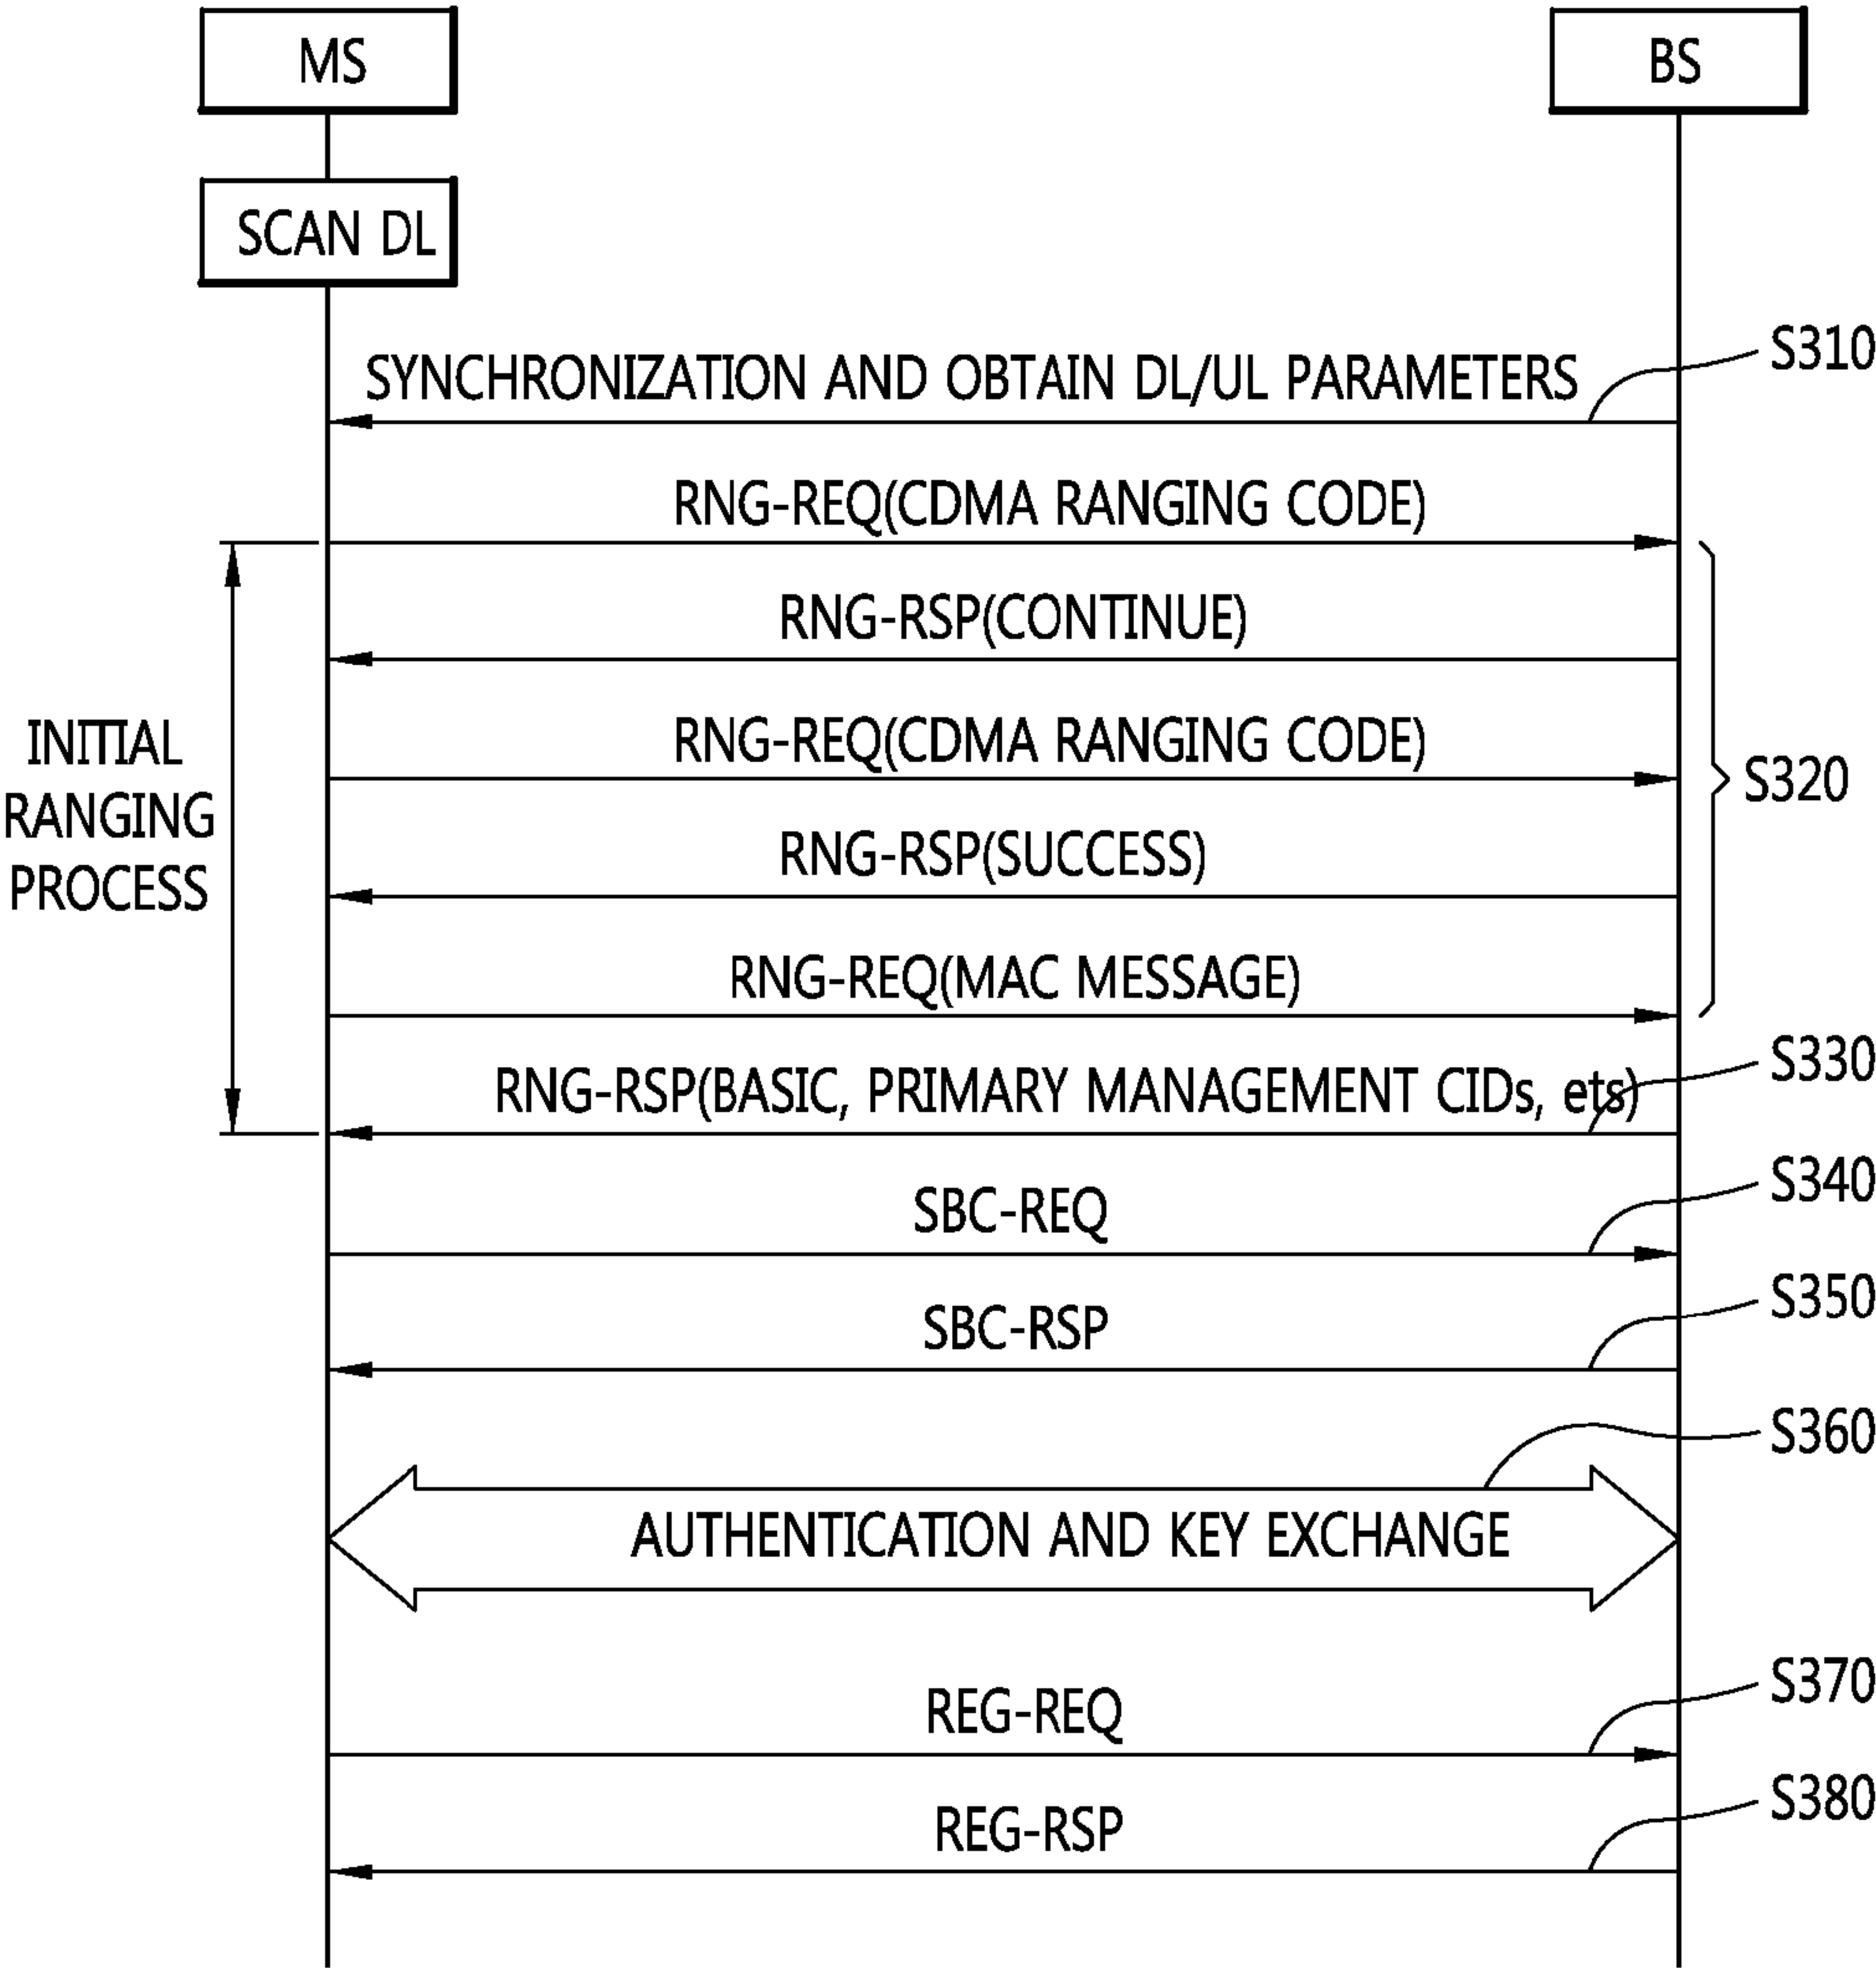 MS
BS
SCAN DL
S310
SYNCHRONIZATION AND OBTAIN DL/UL PARAMETERS
RNG-REQ(CDMA RANGING CODE)
RNG-RSP(CONTINUE)
RNG-REQ(CDMA RANGING CODE)
INITIAL
RANGING
PROCESS
S320
RNG-RSP(SUCCESS)
RNG-REQ(MAC MESSAGE)
S330
RNG-RSP(BASIC, PRIMARY MANAGEMENT CIDs, ets)
S340
SBC-REQ
S350
SBC-RSP
S360
AUTHENTICATION AND KEY EXCHANGE
S370
REG-REQ
S380
REG-RSP